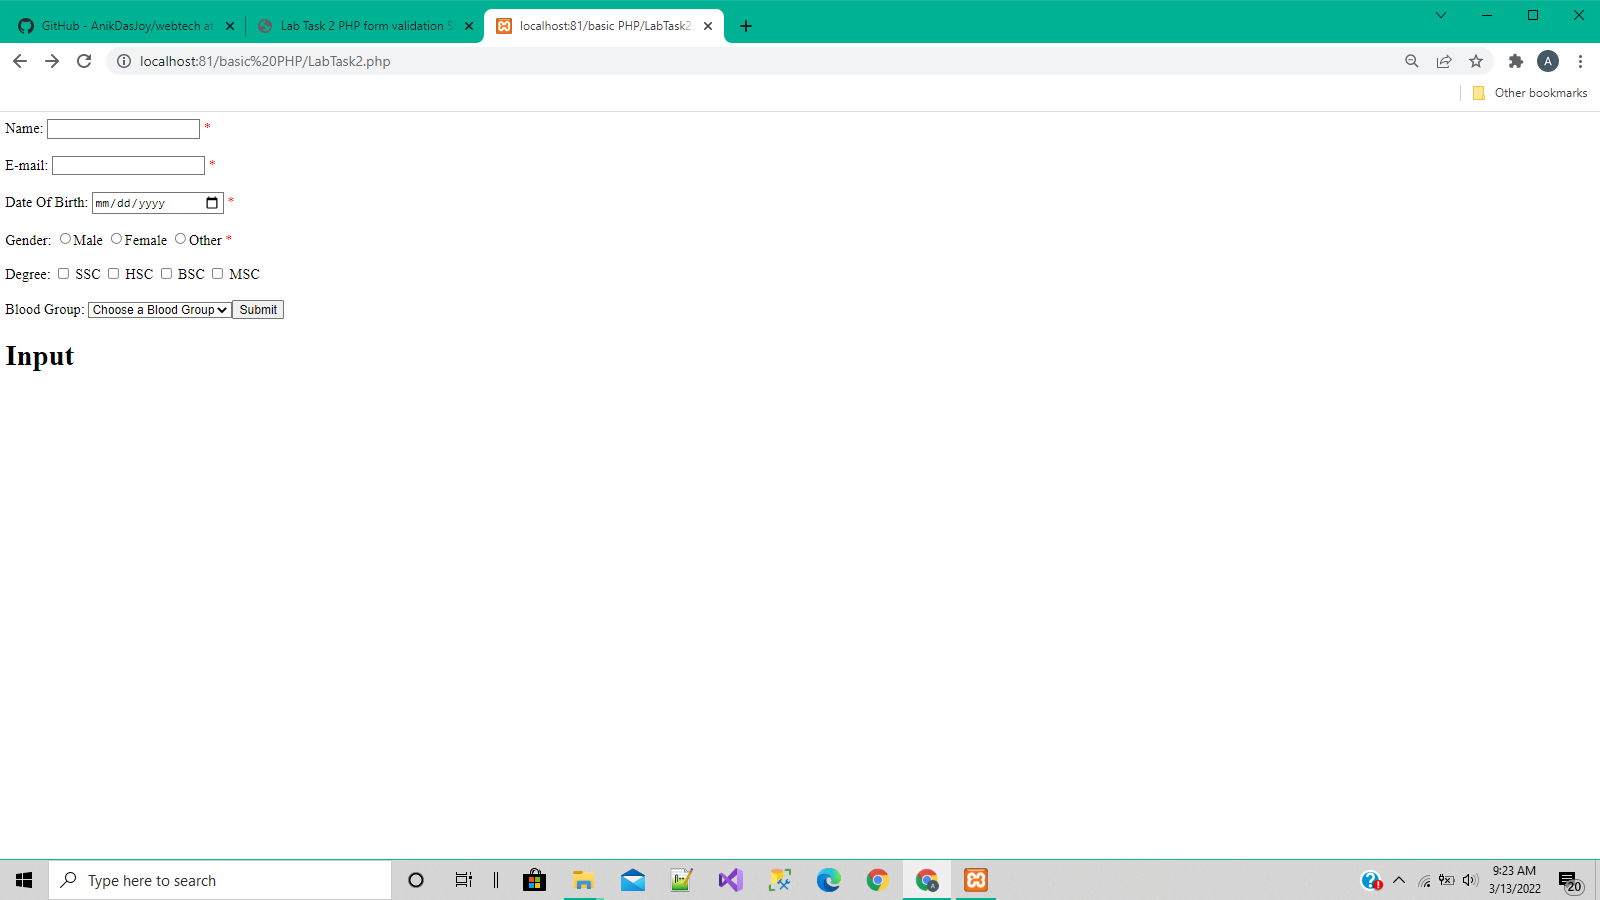 GitHub - AnikDasJoy/webtech at
Lab Task 2 PHP form validation
localhost:81/basic PHP/LabTask2.
localhost:81/basic%20PHP/LabTask2.php
Other bookmarks
Name: *
E-mail: *
Date Of Birth: mm/dd/yyyy *
Gender: Male Female Other *
Degree: SSC HSC BSC MSC
Blood Group: Choose a Blood Group Submit
Input
Type here to search
9:23 AM
3/13/2022
20